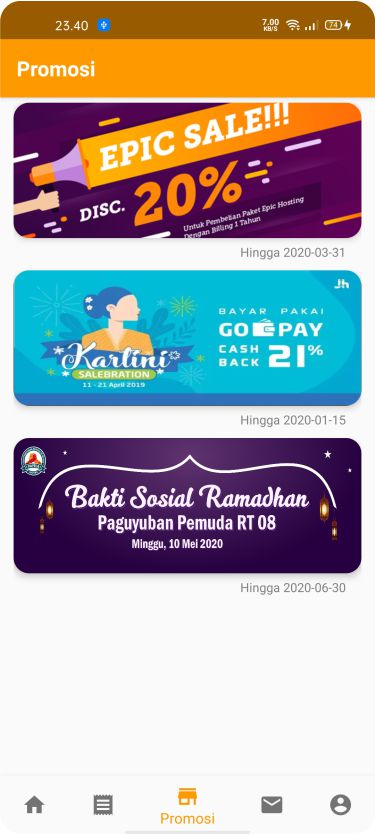 23.40
7.00
KB/S
74
Promosi
EPIC SALE!!!
DISC. 20%
Untuk Pembelian Paket Epic Hosting
Dengan Billing 1 Tahun
Hingga 2020-03-31
Jh
BAYAR PAKAI
GO PAY
CASH
BACK 21%
Kartini
SALEBRATION
11 - 21 April 2019
Hingga 2020-01-15
Bakti Sosial Ramadhan
Paguyuban Pemuda RT 08
Minggu, 10 Mei 2020
Hingga 2020-06-30
Promosi